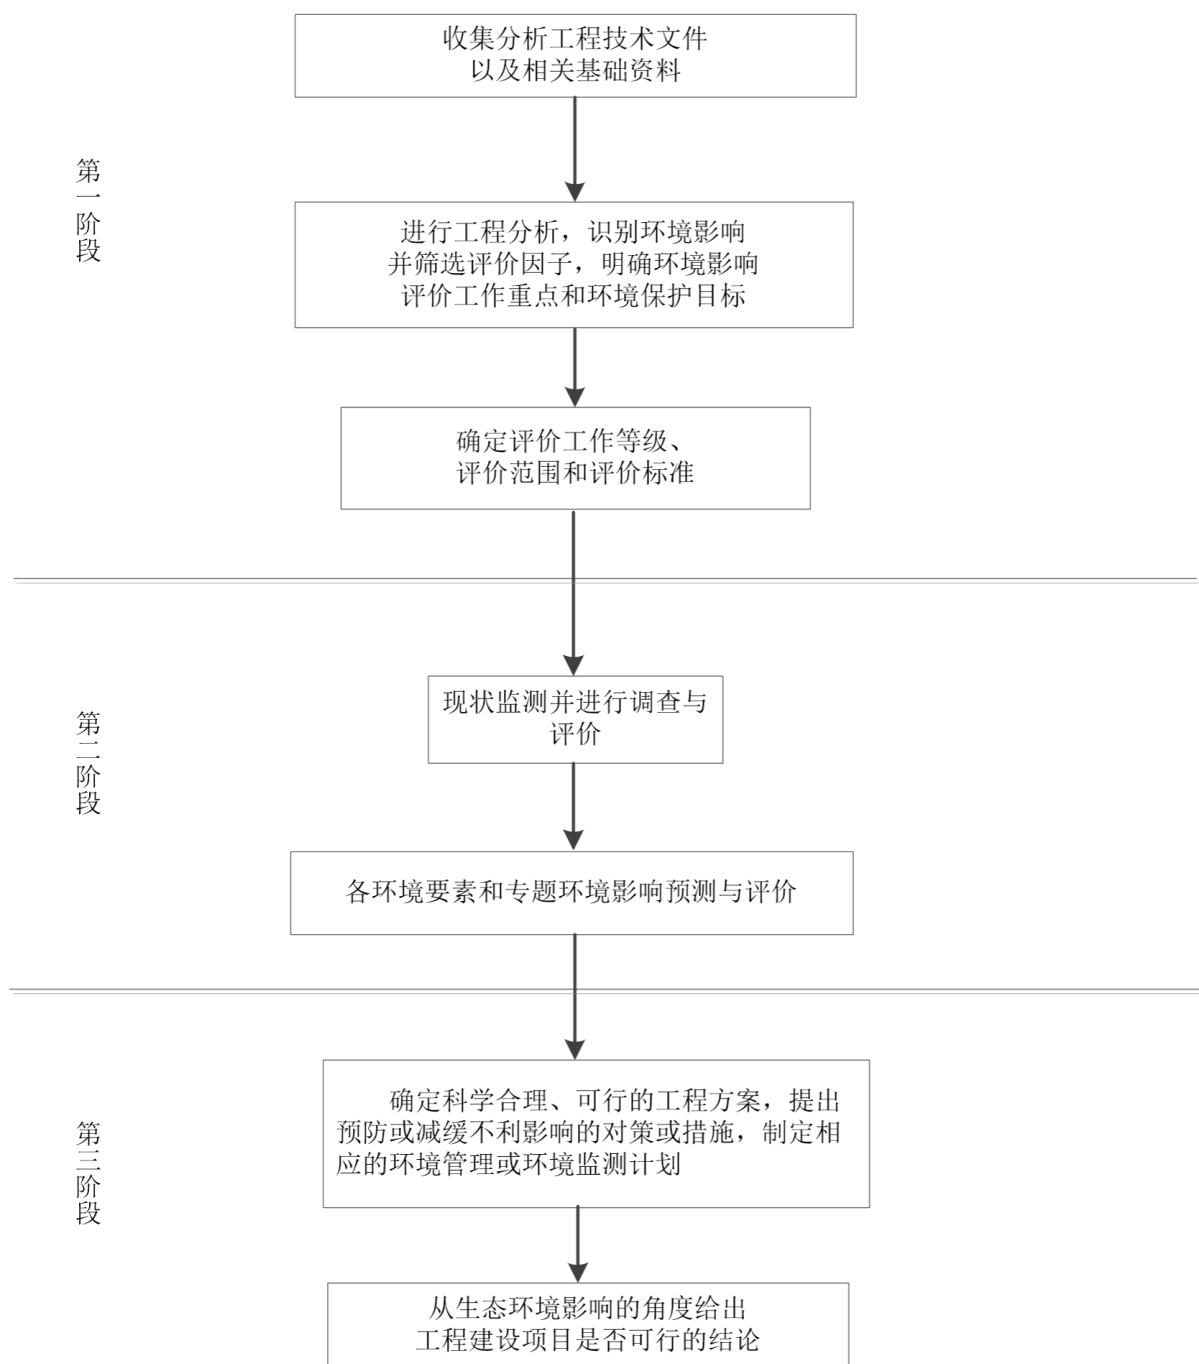 收集分析工程技术文件
以及相关基础资料
第一阶段
进行工程分析，识别环境影响
并筛选评价因子，明确环境影响
评价工作重点和环境保护目标
确定评价工作等级、
评价范围和评价标准
第二阶段
现状监测并进行调查与
评价
各环境要素和专题环境影响预测与评价
第三阶段
确定科学合理、可行的工程方案，提出
预防或减缓不利影响的对策或措施，制定相
应的环境管理或环境监测计划
从生态环境影响的角度给出
工程建设项目是否可行的结论